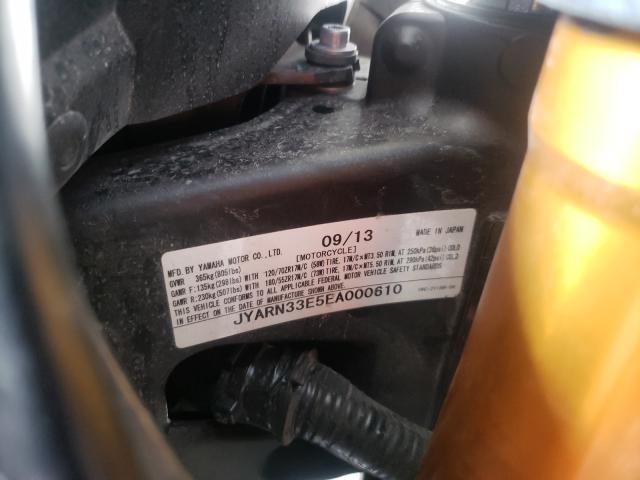 09/13
MADE IN JAPAN
MFD. BY YAMAHA MOTOR CO.,LTD.
[MOTORCYCLE]
GVWR 365kg(805lbs)
GAWR F:135kg(298lbs) WITH 120/70ZR17M/C (58W) TIRE, 17M/C×MT3.50 RIM, AT 250kPa(36psi) COLD
GAWR R:230kg(507lbs) WITH 180/55ZR17M/C (73W) TIRE, 17M/C×MT5.50 RIM, AT 290kPa(42psi) COLD
THIS VEHICLE CONFORMS TO ALL APPLICABLE FEDERAL MOTOR VEHICLE SAFETY STANDARDS
IN EFFECT ON THE DATE OF MANUFACTURE SHOWN ABOVE.
JYARN33E5EA000610